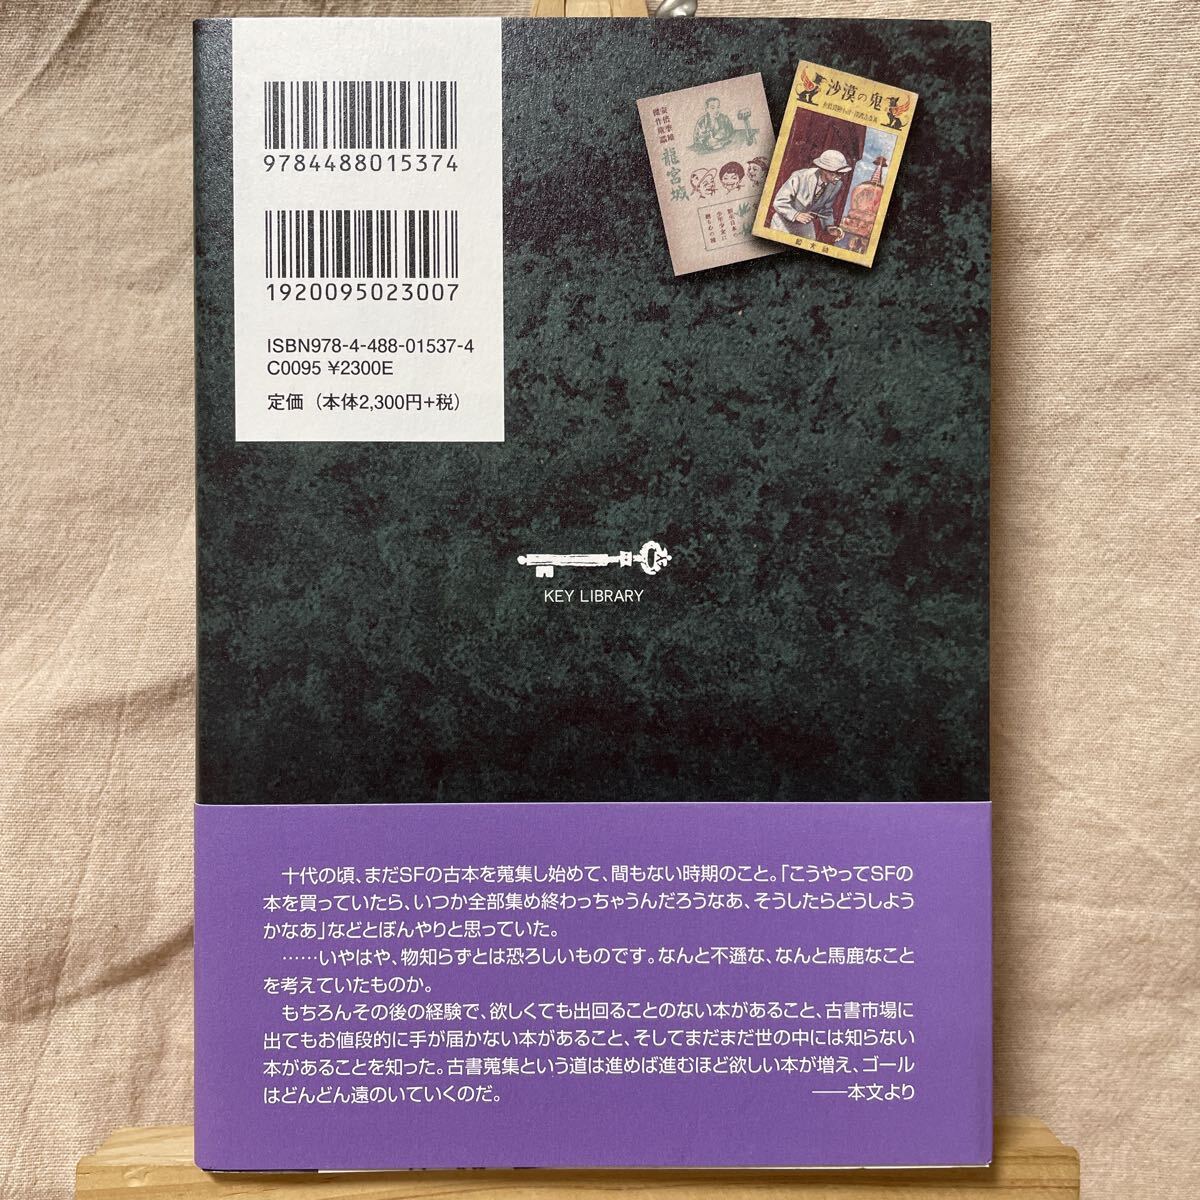 9784488015374
1920095023007
ISBN978-4-488-01537-4
C0095 ¥2300E
定価（本体2,300円+税）
龍宮城
沙漠の鬼
KEY LIBRARY
十代の頃、まだSFの古本を蒐集し始めて、間もない時期のこと。「こうやってSFの
本を買っていたら、いつか全部集め終わっちゃうんだろうなあ、そうしたらどうしよう
かなあ」などとぼんやりと思っていた。
……いやはや、物知らずとは恐ろしいものです。なんと不遜な、なんと馬鹿なこと
を考えていたものか。
もちろんその後の経験で、欲しくても出回ることのない本があること、古書市場に
出てもお値段的に手が届かない本があること、そしてまだまだ世の中には知らない
本があることを知った。古書蒐集という道は進めば進むほど欲しい本が増え、ゴール
はどんどん遠のいていくのだ。
――本文より